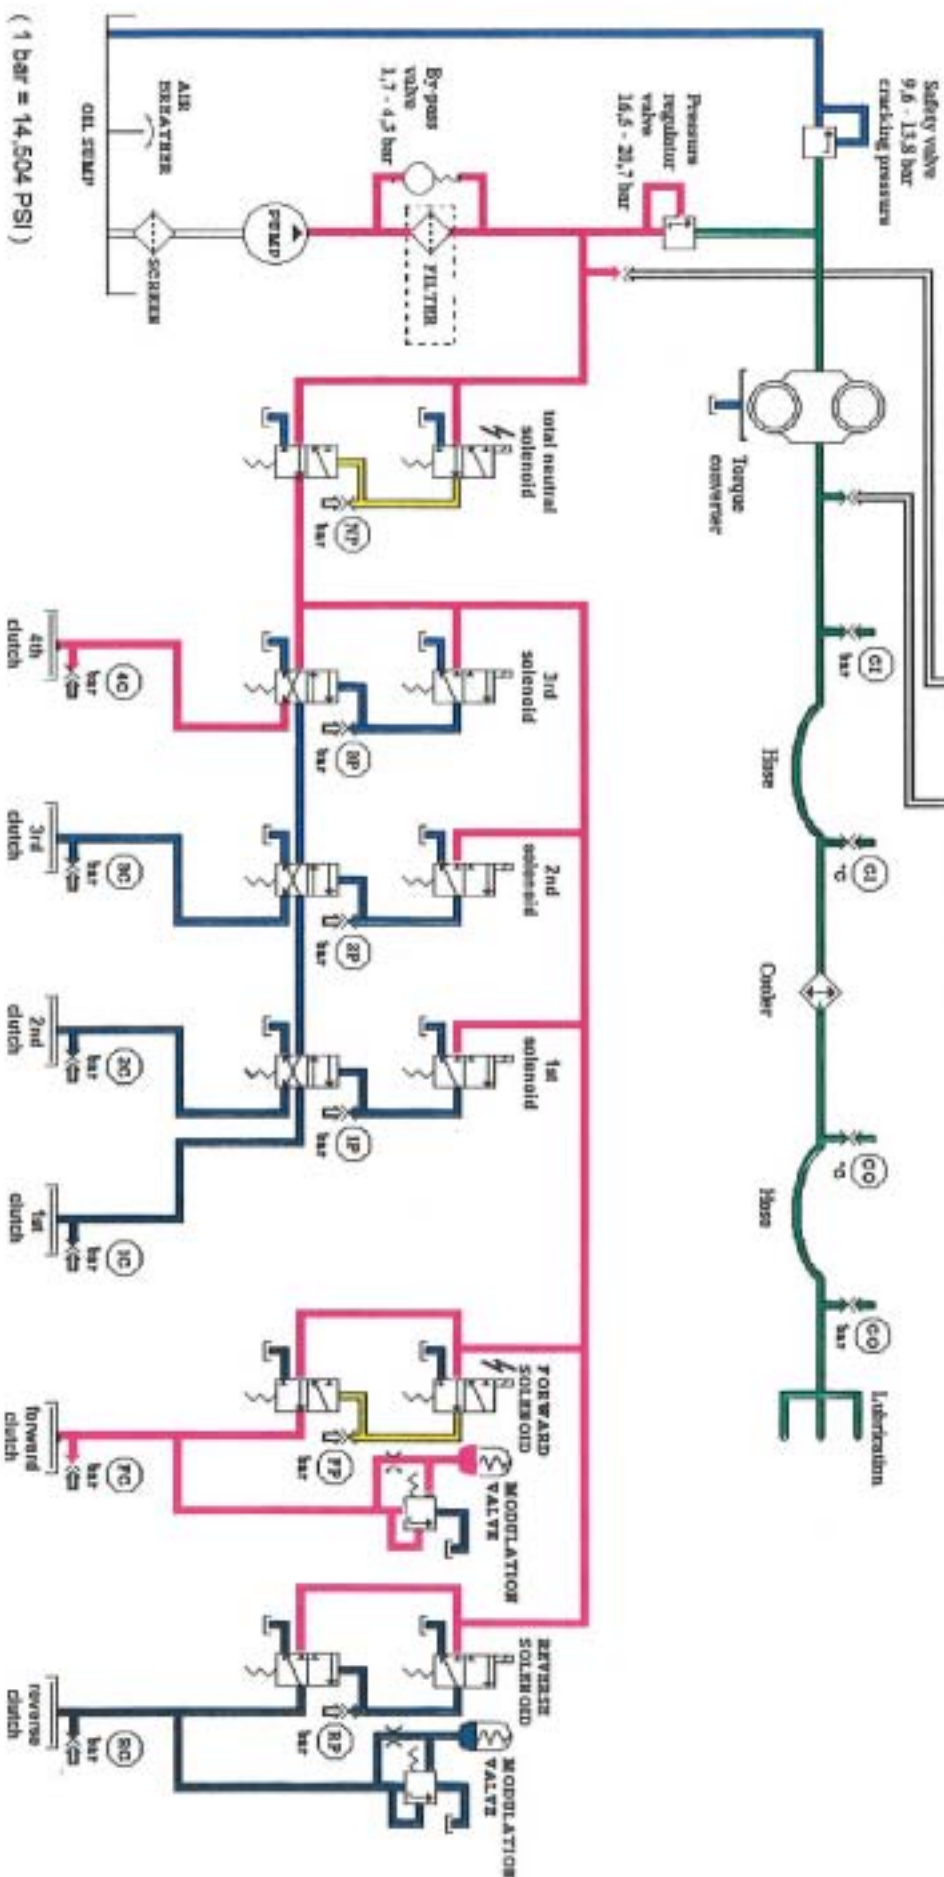 Safety valve
9,6 - 13,8 bar
cracking pressure
Pressure
regulator
valve
16,5 - 20,7 bar
By-pass
valve
1,7 - 4,3 bar
AIR
BREATHER
OIL SUMP
( 1 bar = 14,504 PSI )
SCREEN
PUMP
FILTER
Torque
converter
CI
bar
Hose
CI
°C
Cooler
CO
°C
Hose
CO
bar
Lubrication
total neutral
solenoid
NP
bar
3rd
solenoid
3P
bar
2nd
solenoid
2P
bar
1st
solenoid
1P
bar
FORWARD
SOLENOID
FP
bar
MODULATION
VALVE
REVERSE
SOLENOID
RP
bar
MODULATION
VALVE
4th
clutch
4C
bar
3rd
clutch
3C
bar
2nd
clutch
2C
bar
1st
clutch
1C
bar
forward
clutch
FC
bar
reverse
clutch
RC
bar